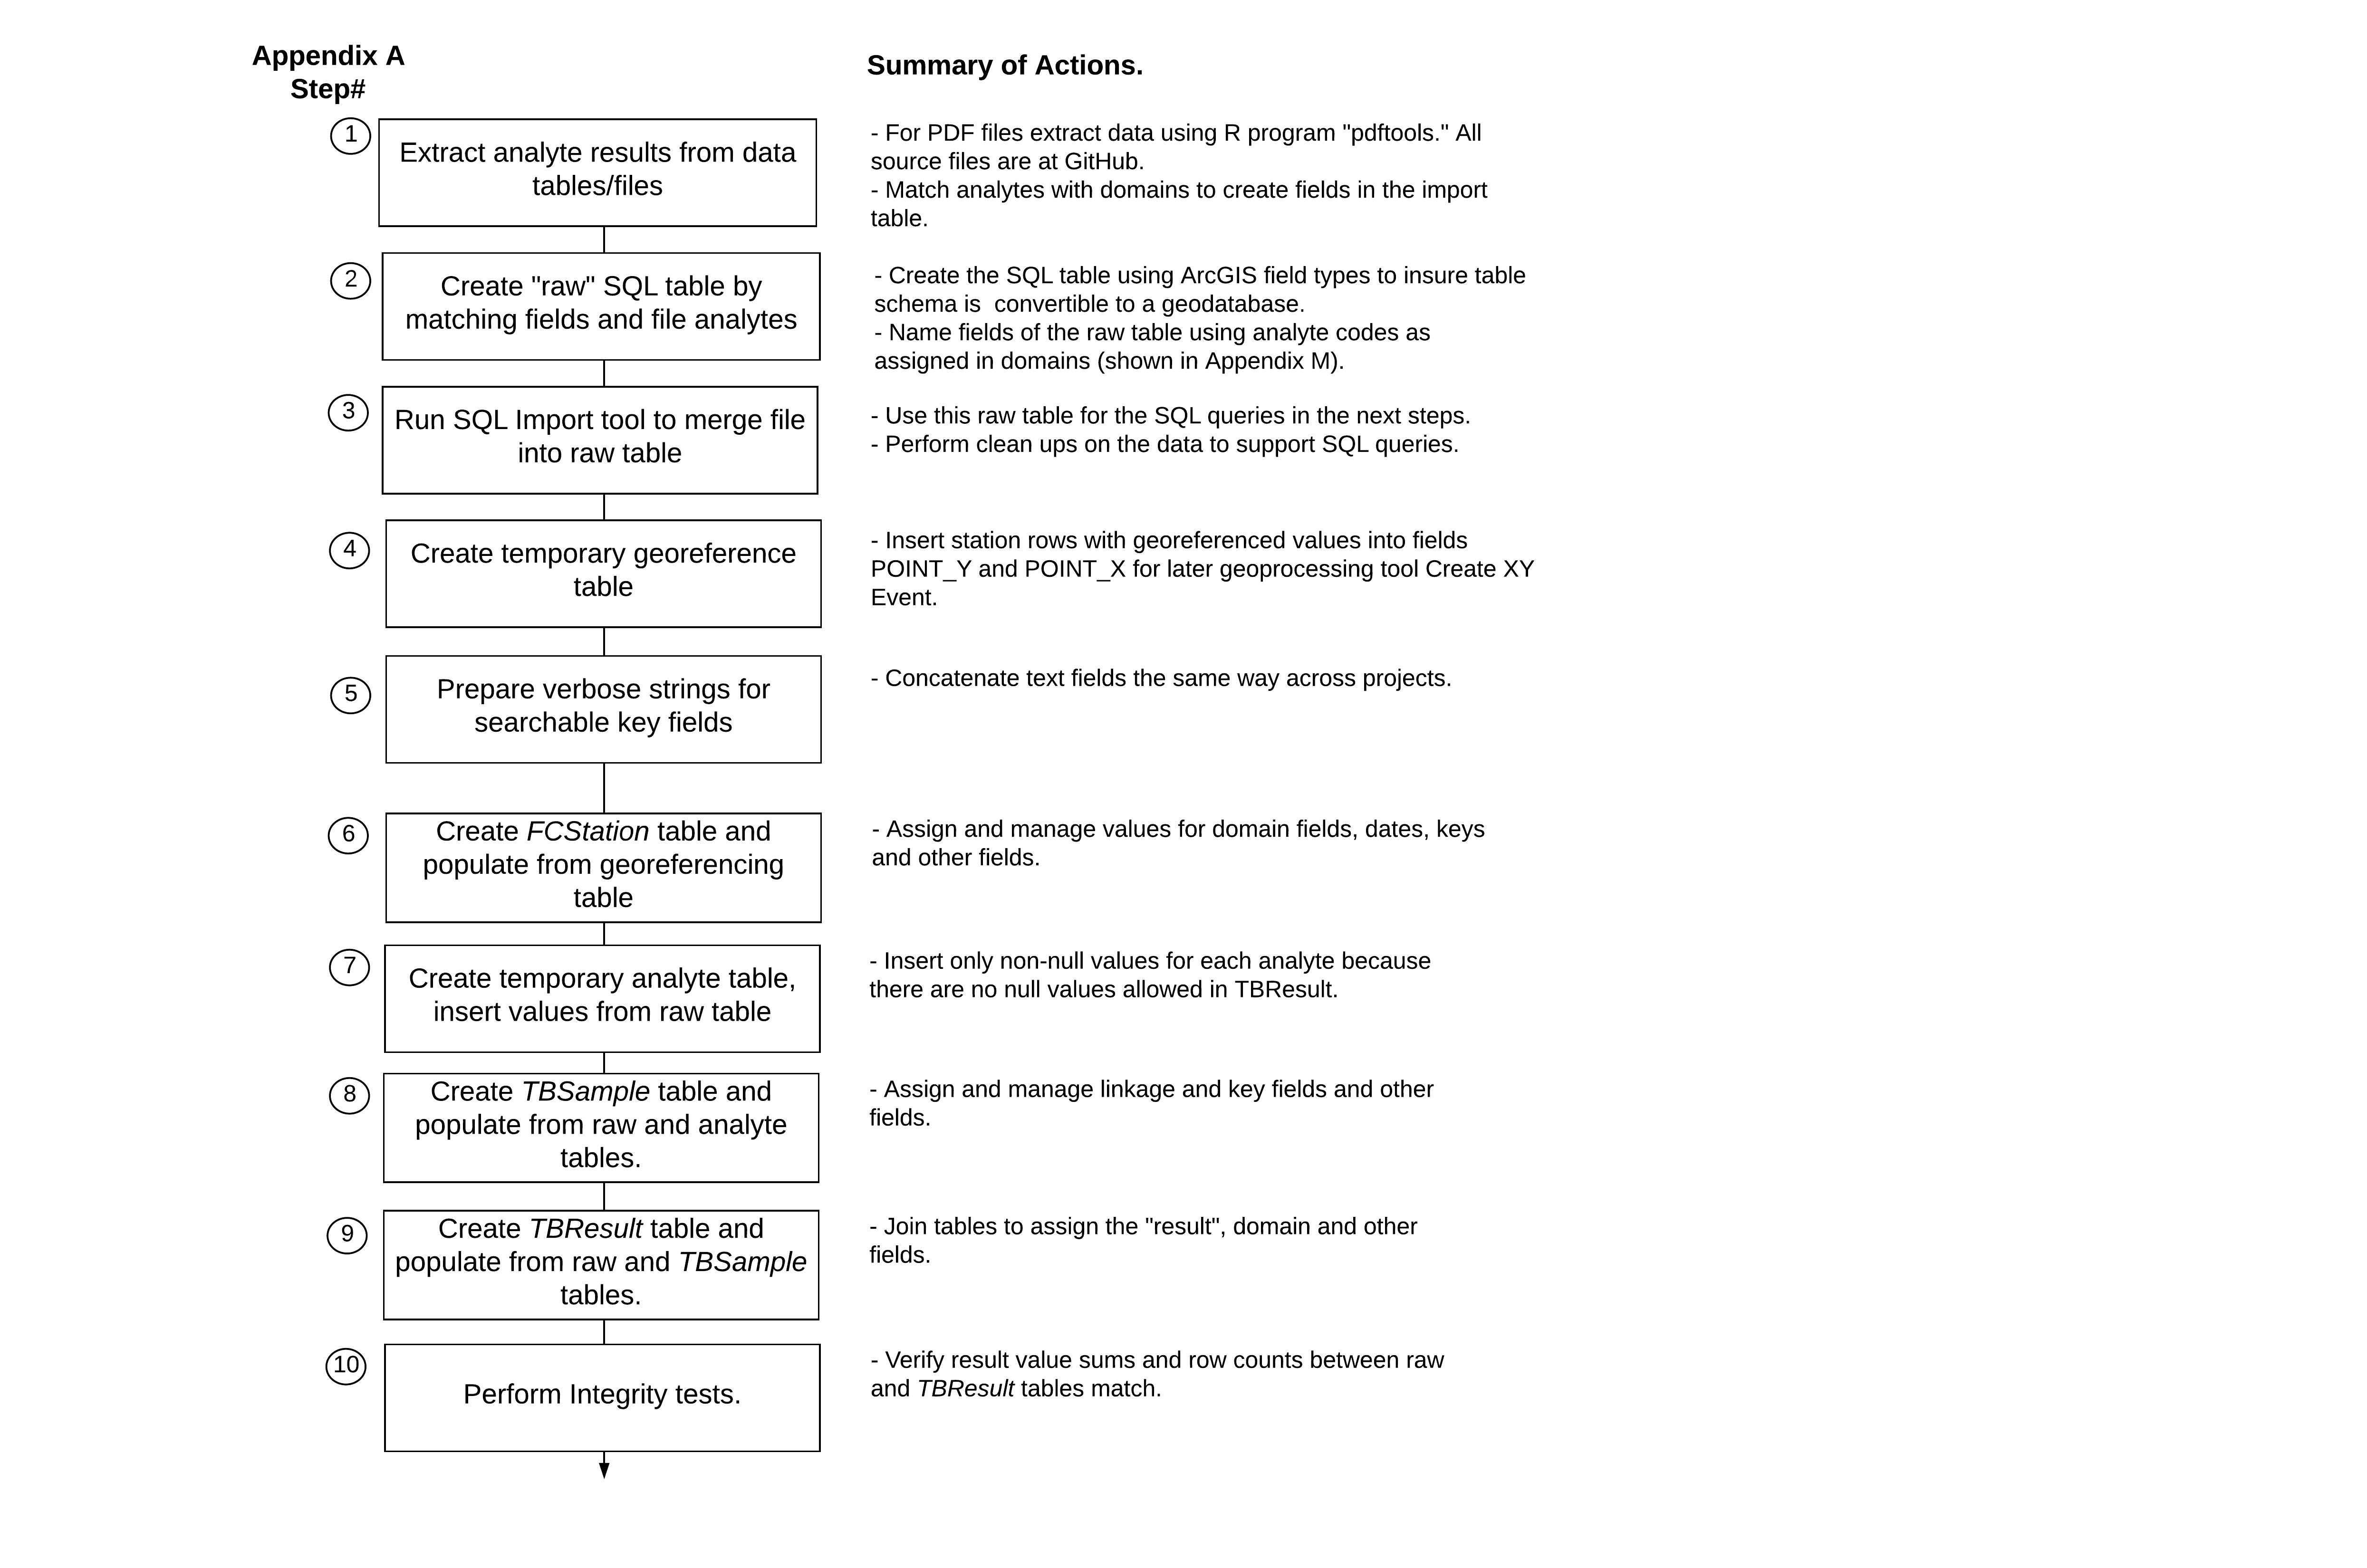 Appendix A
Step#
Summary of Actions.
1
Extract analyte results from data
tables/files
- For PDF files extract data using R program "pdftools." All
source files are at GitHub.
- Match analytes with domains to create fields in the import
table.
2
Create "raw" SQL table by
matching fields and file analytes
- Create the SQL table using ArcGIS field types to insure table
schema is  convertible to a geodatabase.
- Name fields of the raw table using analyte codes as
assigned in domains (shown in Appendix M).
3
Run SQL Import tool to merge file
into raw table
- Use this raw table for the SQL queries in the next steps.
- Perform clean ups on the data to support SQL queries.
4
Create temporary georeference
table
- Insert station rows with georeferenced values into fields
POINT_Y and POINT_X for later geoprocessing tool Create XY
Event.
5
Prepare verbose strings for
searchable key fields
- Concatenate text fields the same way across projects.
6
Create FCStation table and
populate from georeferencing
table
- Assign and manage values for domain fields, dates, keys
and other fields.
7
Create temporary analyte table,
insert values from raw table
- Insert only non-null values for each analyte because
there are no null values allowed in TBResult.
8
Create TBSample table and
populate from raw and analyte
tables.
- Assign and manage linkage and key fields and other
fields.
9
Create TBResult table and
populate from raw and TBSample
tables.
- Join tables to assign the "result", domain and other
fields.
10
Perform Integrity tests.
- Verify result value sums and row counts between raw
and TBResult tables match.